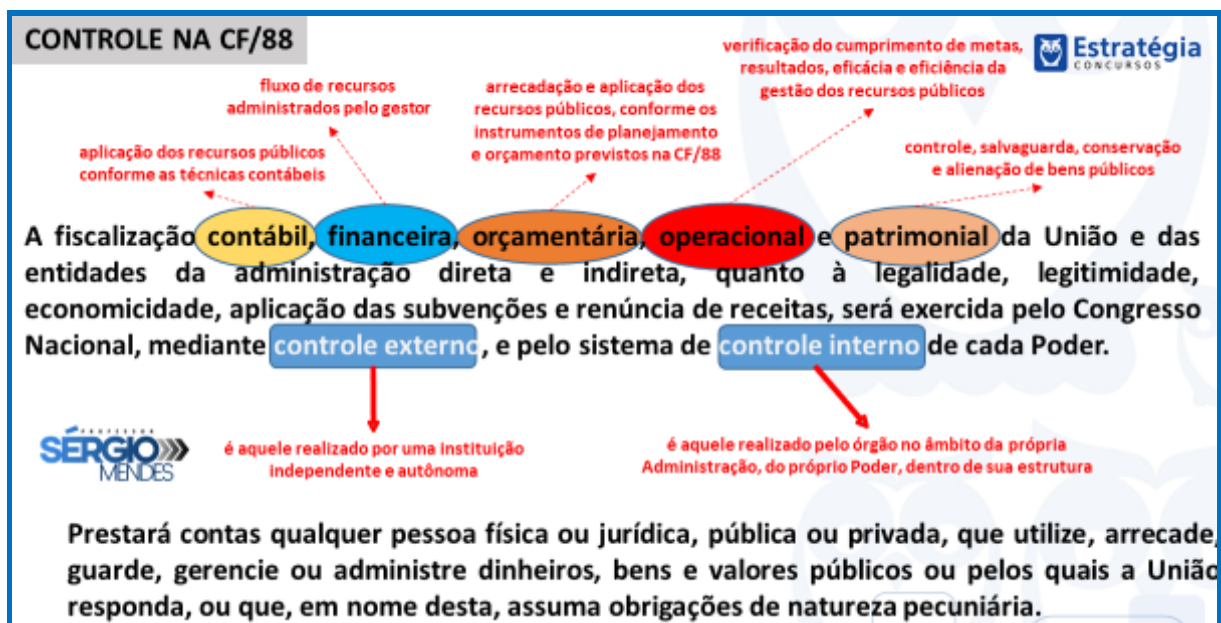 CONTROLE NA CF/88
Estratégia
CONCURSOS
verificação do cumprimento de metas,
resultados, eficácia e eficiência da
gestão dos recursos públicos
fluxo de recursos
administrados pelo gestor
arrecadação e aplicação dos
recursos públicos, conforme os
instrumentos de planejamento
e orçamento previstos na CF/88
aplicação dos recursos públicos
conforme as técnicas contábeis
controle, salvaguarda, conservação
e alienação de bens públicos
A fiscalização contábil, financeira, orçamentária, operacional e patrimonial da União e das
entidades da administração direta e indireta, quanto à legalidade, legitimidade,
economicidade, aplicação das subvenções e renúncia de receitas, será exercida pelo Congresso
Nacional, mediante controle externo, e pelo sistema de controle interno de cada Poder.
PROFESSOR
SÉRGIO
MENDES
é aquele realizado por uma instituição
independente e autônoma
é aquele realizado pelo órgão no âmbito da própria
Administração, do próprio Poder, dentro de sua estrutura
Prestará contas qualquer pessoa física ou jurídica, pública ou privada, que utilize, arrecade,
guarde, gerencie ou administre dinheiros, bens e valores públicos ou pelos quais a União
responda, ou que, em nome desta, assuma obrigações de natureza pecuniária.